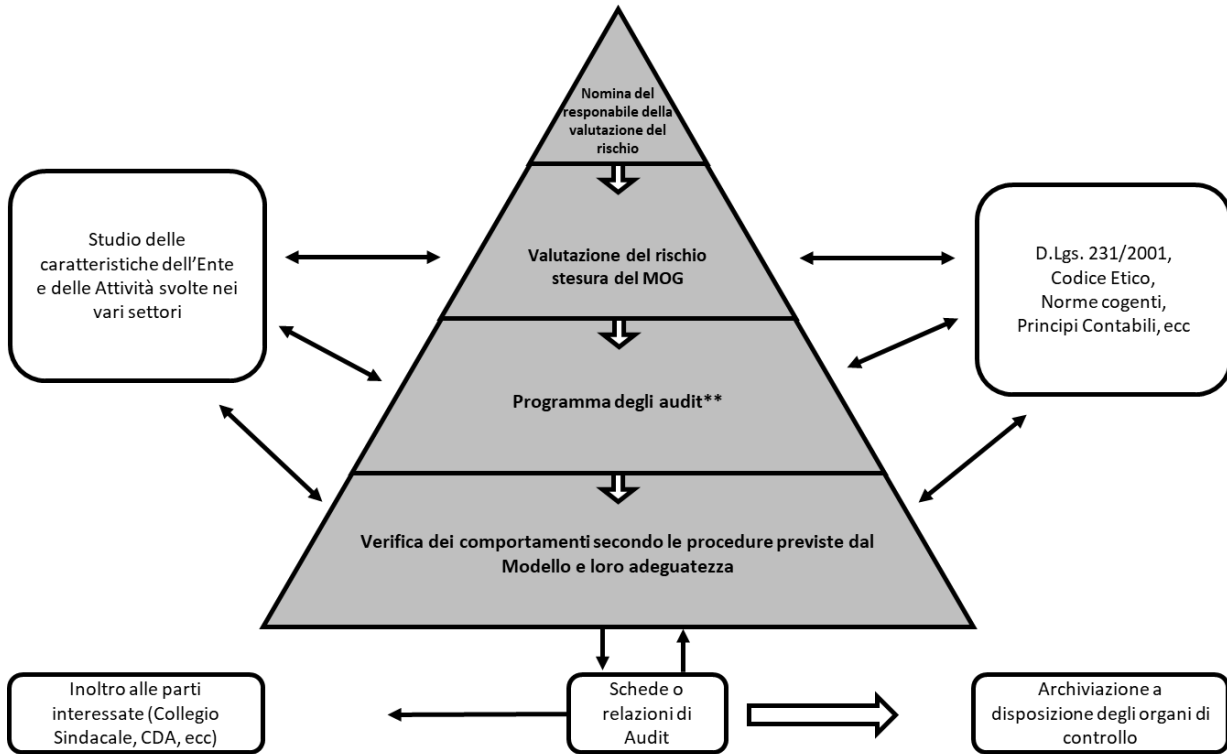 Nomina del
responabile della
valutazione del
rischio
Studio delle
caratteristiche dell'Ente
e delle Attività svolte nei
vari settori
Valutazione del rischio
stesura del MOG
D.Lgs. 231/2001,
Codice Etico,
Norme cogenti,
Principi Contabili, ecc
Programma degli audit**
Verifica dei comportamenti secondo le procedure previste dal
Modello e loro adeguatezza
Inoltro alle parti
interessate (Collegio
Sindacale, CDA, ecc)
Schede o
relazioni di
Audit
Archiviazione a
disposizione degli organi di
controllo